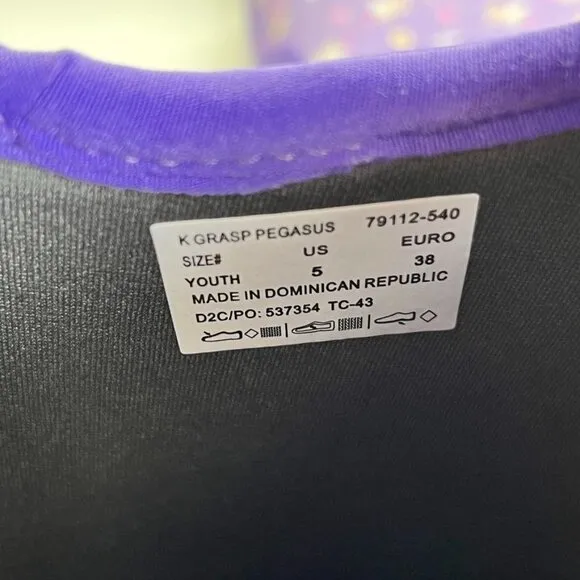 K GRASP PEGASUS 79112-540
SIZE# US EURO
YOUTH 5 38
MADE IN DOMINICAN REPUBLIC
D2C/PO: 537354 TC-43